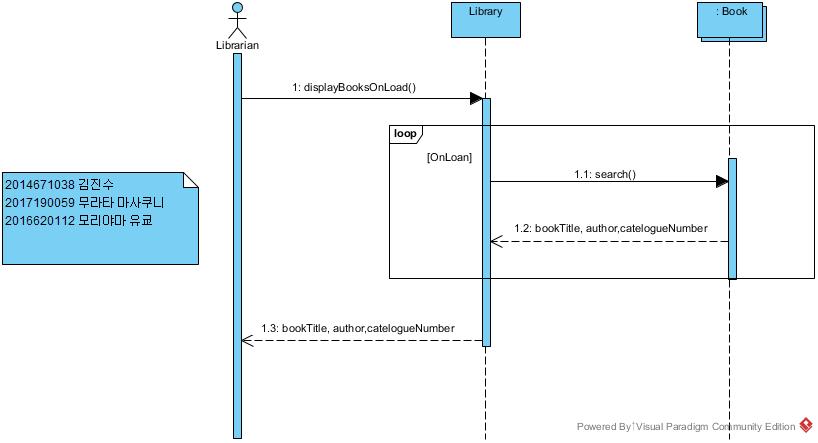 Librarian
Library
: Book
1: displayBooksOnLoad()
loop
[OnLoan]
1.1: search()
1.2: bookTitle, author,catelogueNumber
1.3: bookTitle, author,catelogueNumber
2014671038 김진수
2017190059 무라타 마사쿠니
2016620112 모리야마 유쿄
Powered By Visual Paradigm Community Edition